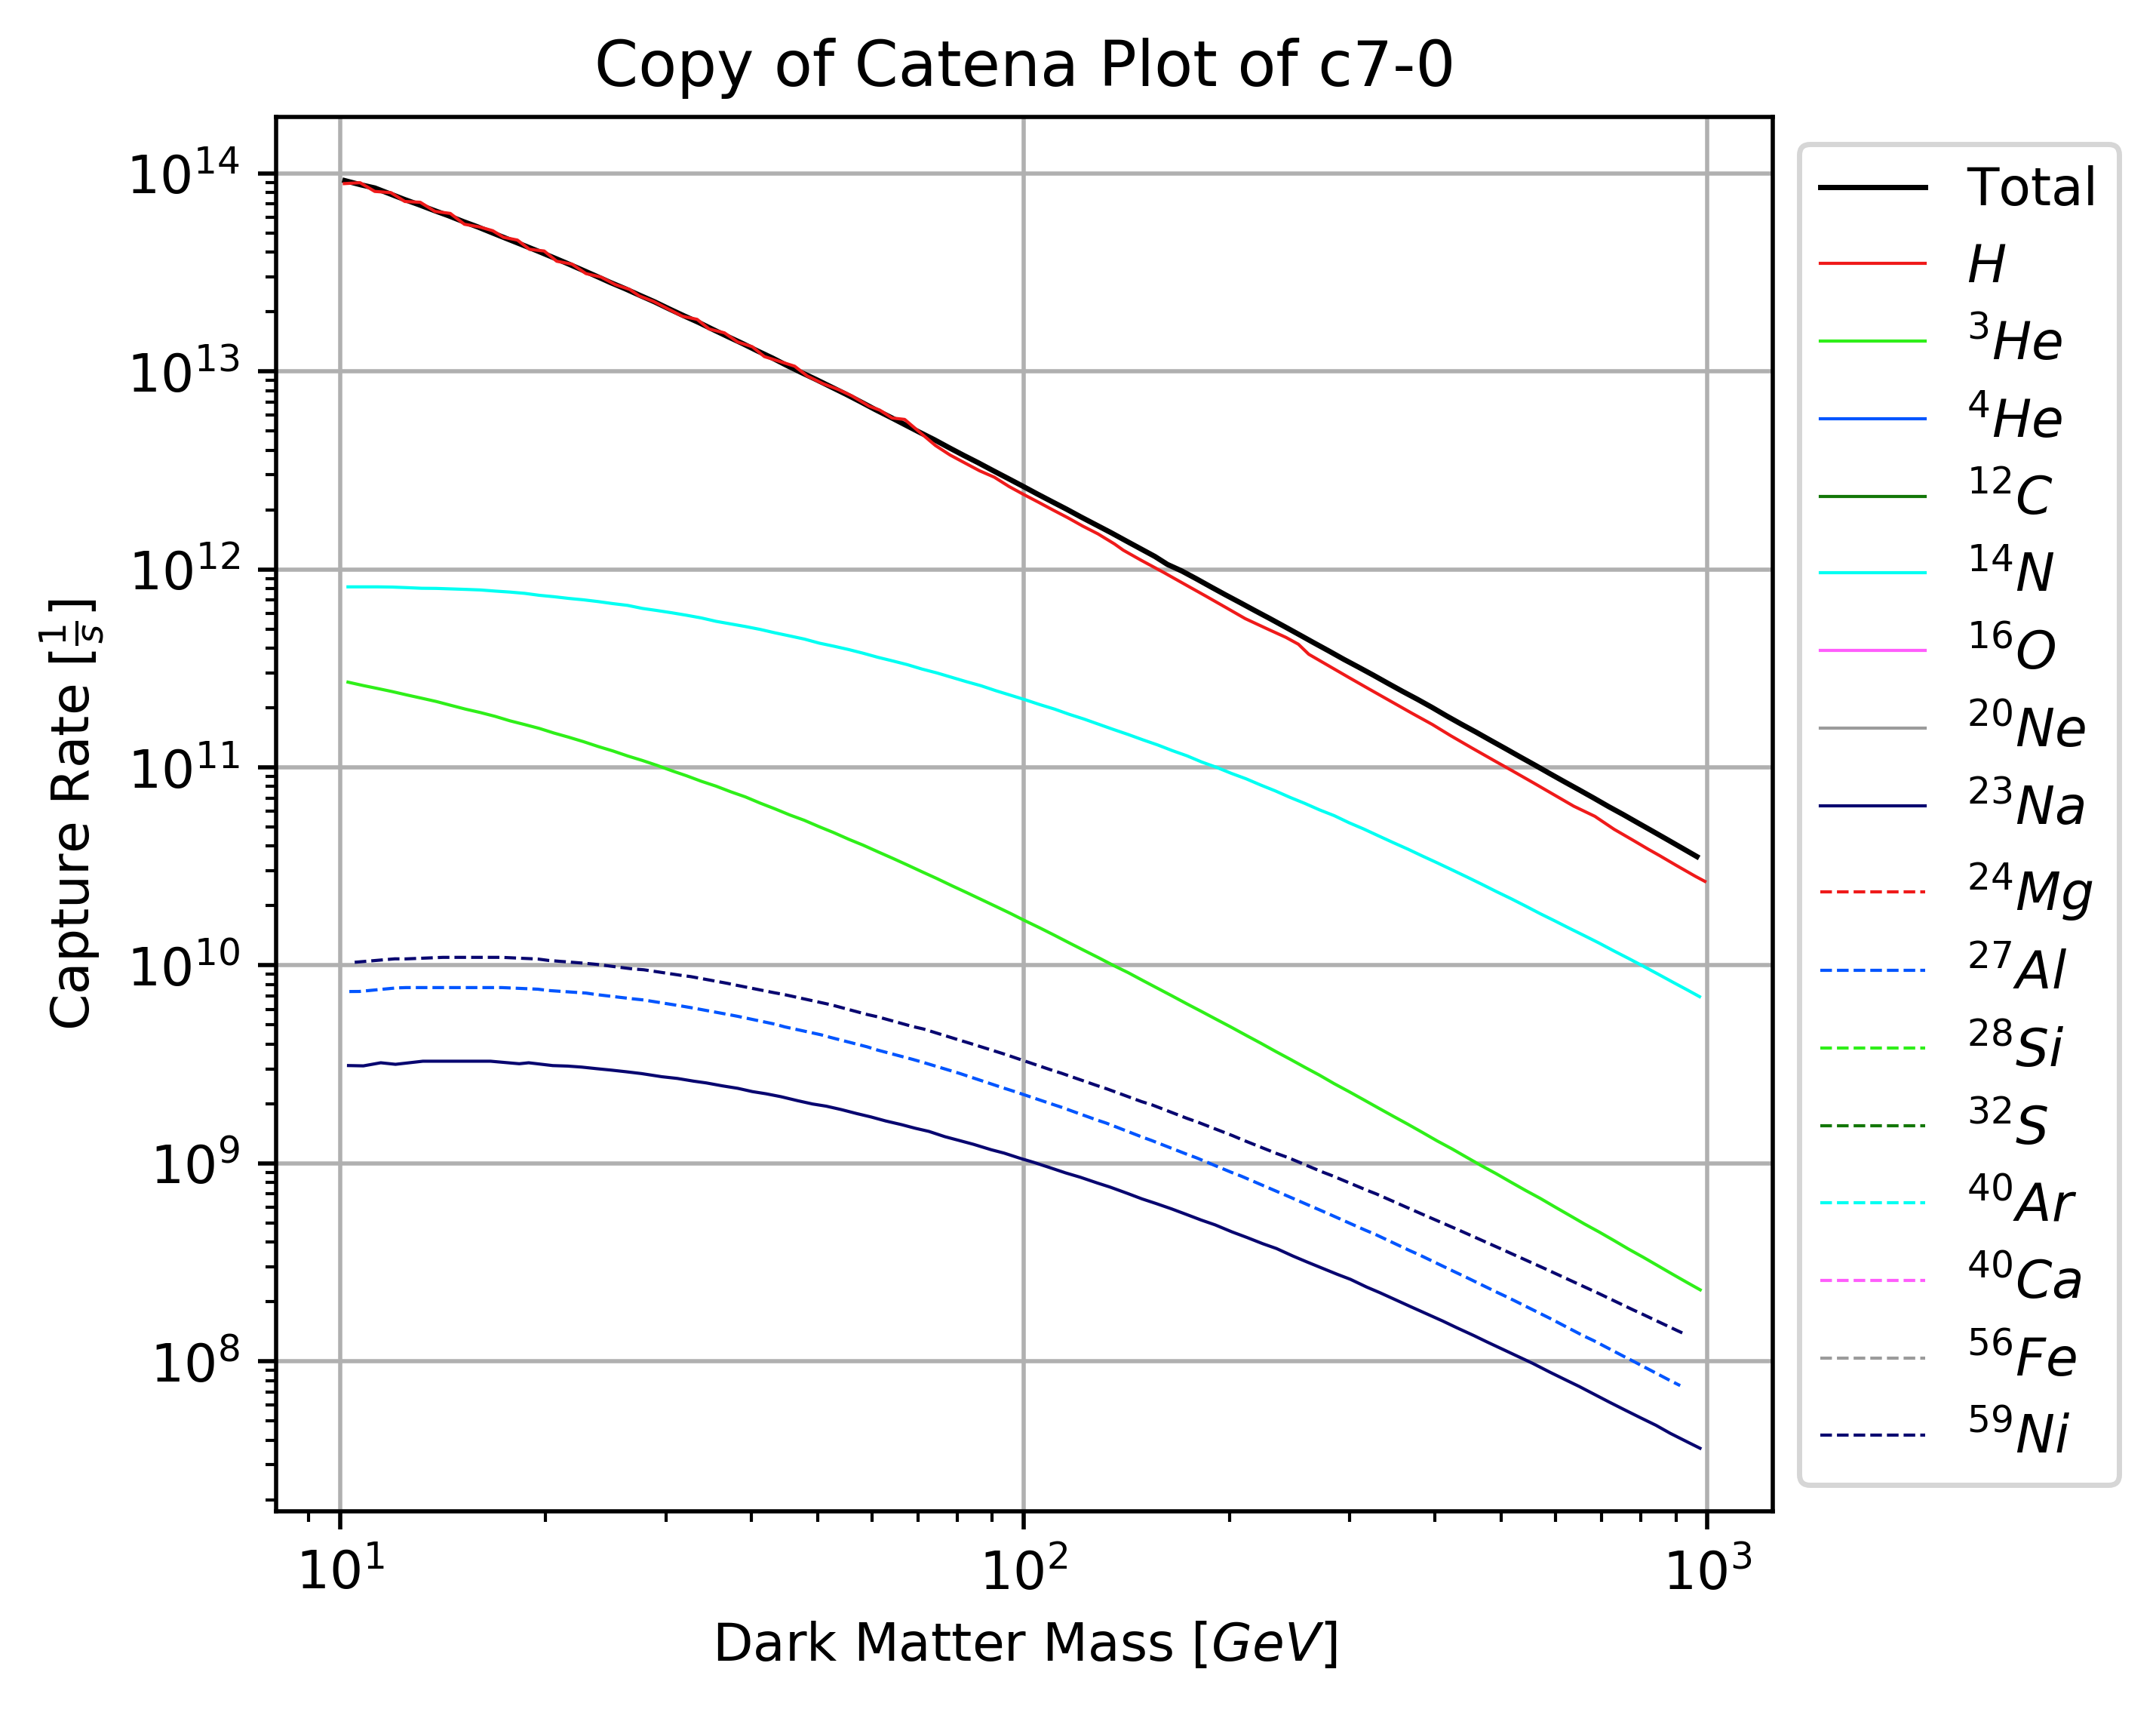 Copy of Catena Plot of c7-0
Capture Rate [1/s]
10^14
10^13
10^12
10^11
10^10
10^9
10^8
10^1
10^2
10^3
Dark Matter Mass [GeV]
Total
H
^3He
^4He
^12C
^14N
^16O
^20Ne
^23Na
^24Mg
^27Al
^28Si
^32S
^40Ar
^40Ca
^56Fe
^59Ni